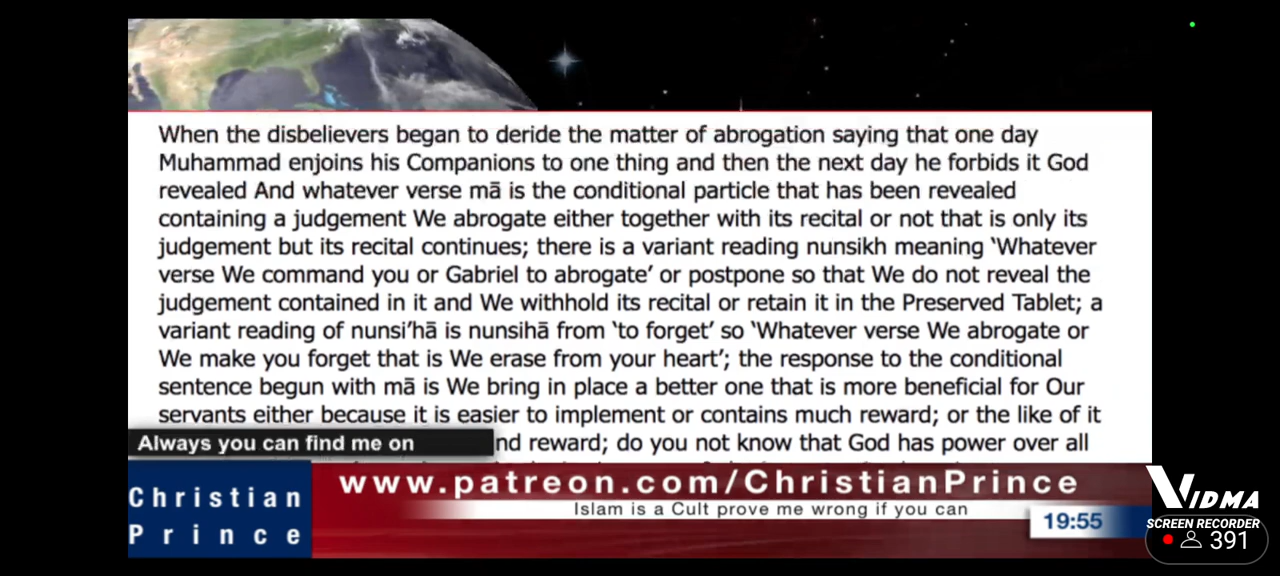 When the disbelievers began to deride the matter of abrogation saying that one day
Muhammad enjoins his Companions to one thing and then the next day he forbids it God
revealed And whatever verse mā is the conditional particle that has been revealed
containing a judgement We abrogate either together with its recital or not that is only its
judgement but its recital continues; there is a variant reading nunsikh meaning ‘Whatever
verse We command you or Gabriel to abrogate’ or postpone so that We do not reveal the
judgement contained in it and We withhold its recital or retain it in the Preserved Tablet; a
variant reading of nunsi’hā is nunsihā from ‘to forget’ so ‘Whatever verse We abrogate or
We make you forget that is We erase from your heart’; the response to the conditional
sentence begun with mā is We bring in place a better one that is more beneficial for Our
servants either because it is easier to implement or contains much reward; or the like of it
nd reward; do you not know that God has power over all
Always you can find me on
www.patreon.com/ChristianPrince
Islam is a Cult prove me wrong if you can
Christian
Prince
19:55
VIDMA
SCREEN RECORDER
391